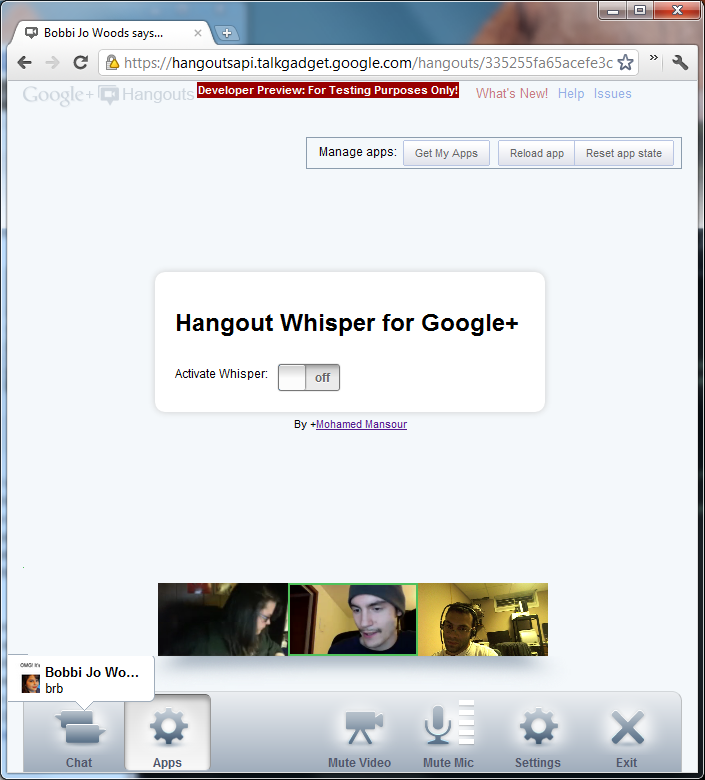 Bobbi Jo Woods says...
https://hangoutsapi.talkgadget.google.com/hangouts/335255fa65acefe3c
Google+ Hangouts Developer Preview: For Testing Purposes Only! What's New! Help Issues
Manage apps: Get My Apps Reload app Reset app state
Hangout Whisper for Google+
Activate Whisper: off
By +Mohamed Mansour
OMG! It's
Bobbi Jo Woo...
brb
Chat Apps Mute Video Mute Mic Settings Exit